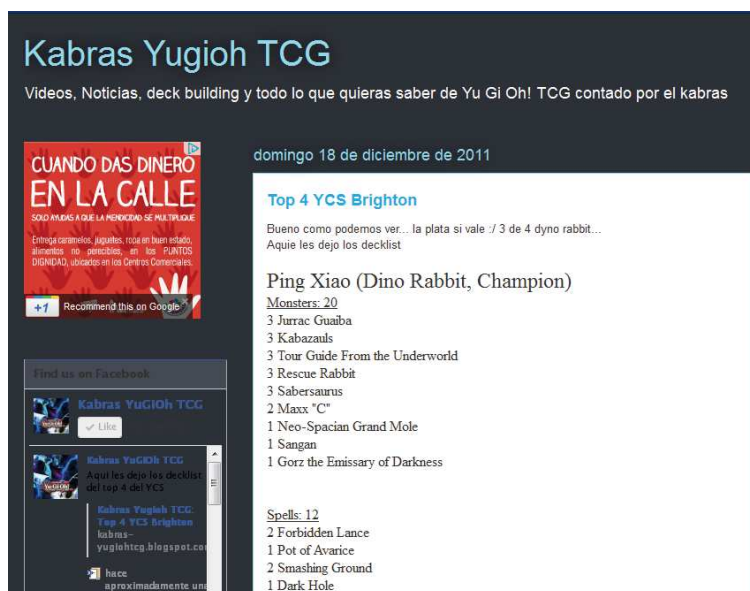 Kabras Yugioh TCG
Videos, Noticias, deck building y todo lo que quieras saber de Yu Gi Oh! TCG contado por el kabras
CUANDO DAS DINERO
EN LA CALLE
SOLO AYUDAS A QUE LA MENDICIDAD SE MULTIPLIQUE
Entrega caramelos, juguetes, ropa en buen estado,
alimentos no perecibles, en los PUNTOS
DIGNIDAD, ubicados en los Centros Comerciales.
+1 Recommend this on Google
Find us on Facebook
Kabras YuGiOh TCG
Like
Kabras YuGiOh TCG
Aqui les dejo los decklist
del top 4 del YCS
Kabras Yugioh TCG:
Top 4 YCS Brighton
kabras-
yugiohtcg.blogspot.co
hace
aproximadamente un
domingo 18 de diciembre de 2011
Top 4 YCS Brighton
Bueno como podemos ver... la plata si vale :/ 3 de 4 dyno rabbit...
Aquie les dejo los decklist
Ping Xiao (Dino Rabbit, Champion)
Monsters: 20
3 Jurrac Guaiba
3 Kabazauls
3 Tour Guide From the Underworld
3 Rescue Rabbit
3 Sabersaurus
2 Maxx "C"
1 Neo-Spacian Grand Mole
1 Sangan
1 Gorz the Emissary of Darkness
Spells: 12
2 Forbidden Lance
1 Pot of Avarice
2 Smashing Ground
1 Dark Hole